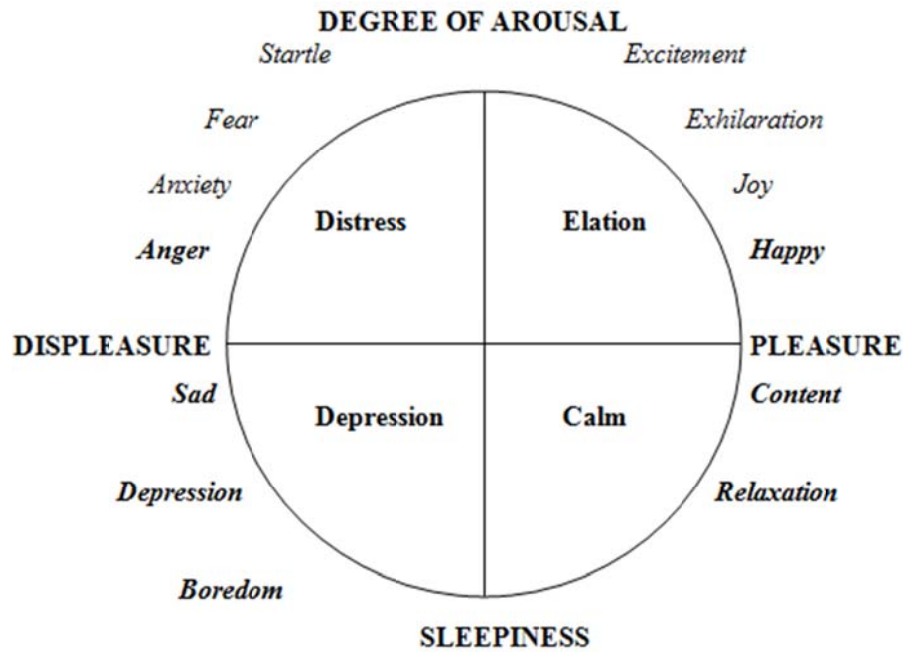 DEGREE OF AROUSAL
Startle
Excitement
Fear
Exhilaration
Anxiety
Joy
Distress
Elation
Anger
Happy
DISPLEASURE
PLEASURE
Sad
Content
Depression
Calm
Depression
Relaxation
Boredom
SLEEPINESS